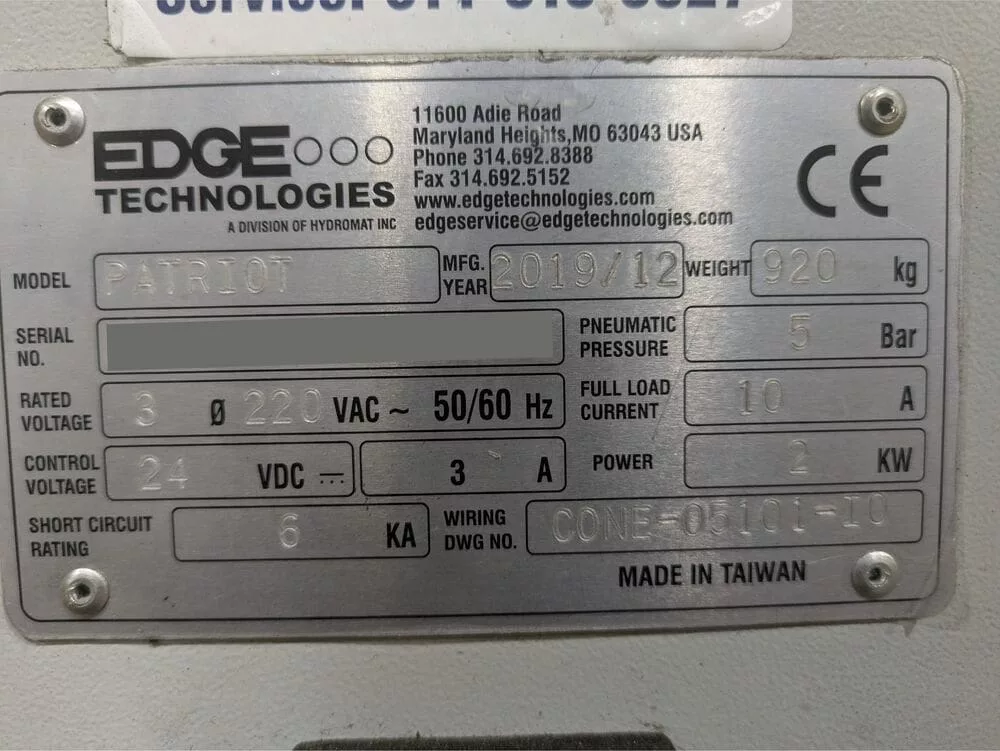 EDGE
TECHNOLOGIES
A DIVISION OF HYDROMAT INC
11600 Adie Road
Maryland Heights,MO 63043 USA
Phone 314.692.8388
Fax 314.692.5152
www.edgetechnologies.com
edgeservice@edgetechnologies.com
CE
MODEL PATRIOT
MFG. YEAR 2019/12
WEIGHT 920 kg
SERIAL NO.
PNEUMATIC PRESSURE 5 Bar
RATED VOLTAGE 3 Ø 220 VAC ~ 50/60 Hz
FULL LOAD CURRENT 10 A
CONTROL VOLTAGE 24 VDC ⎓ 3 A
POWER 2 KW
SHORT CIRCUIT RATING 6 KA
WIRING DWG NO. CONE-05101-I0
MADE IN TAIWAN